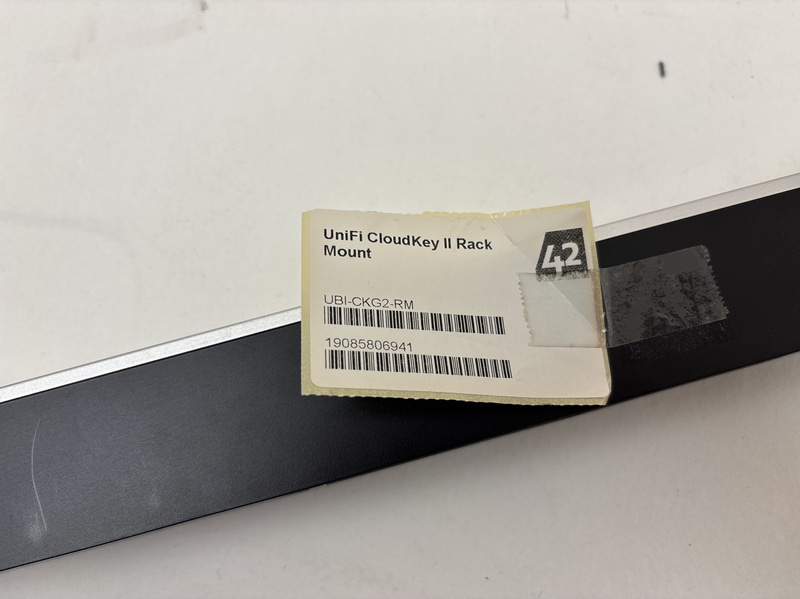 UniFi CloudKey II Rack
Mount
42
UBI-CKG2-RM
19085806941